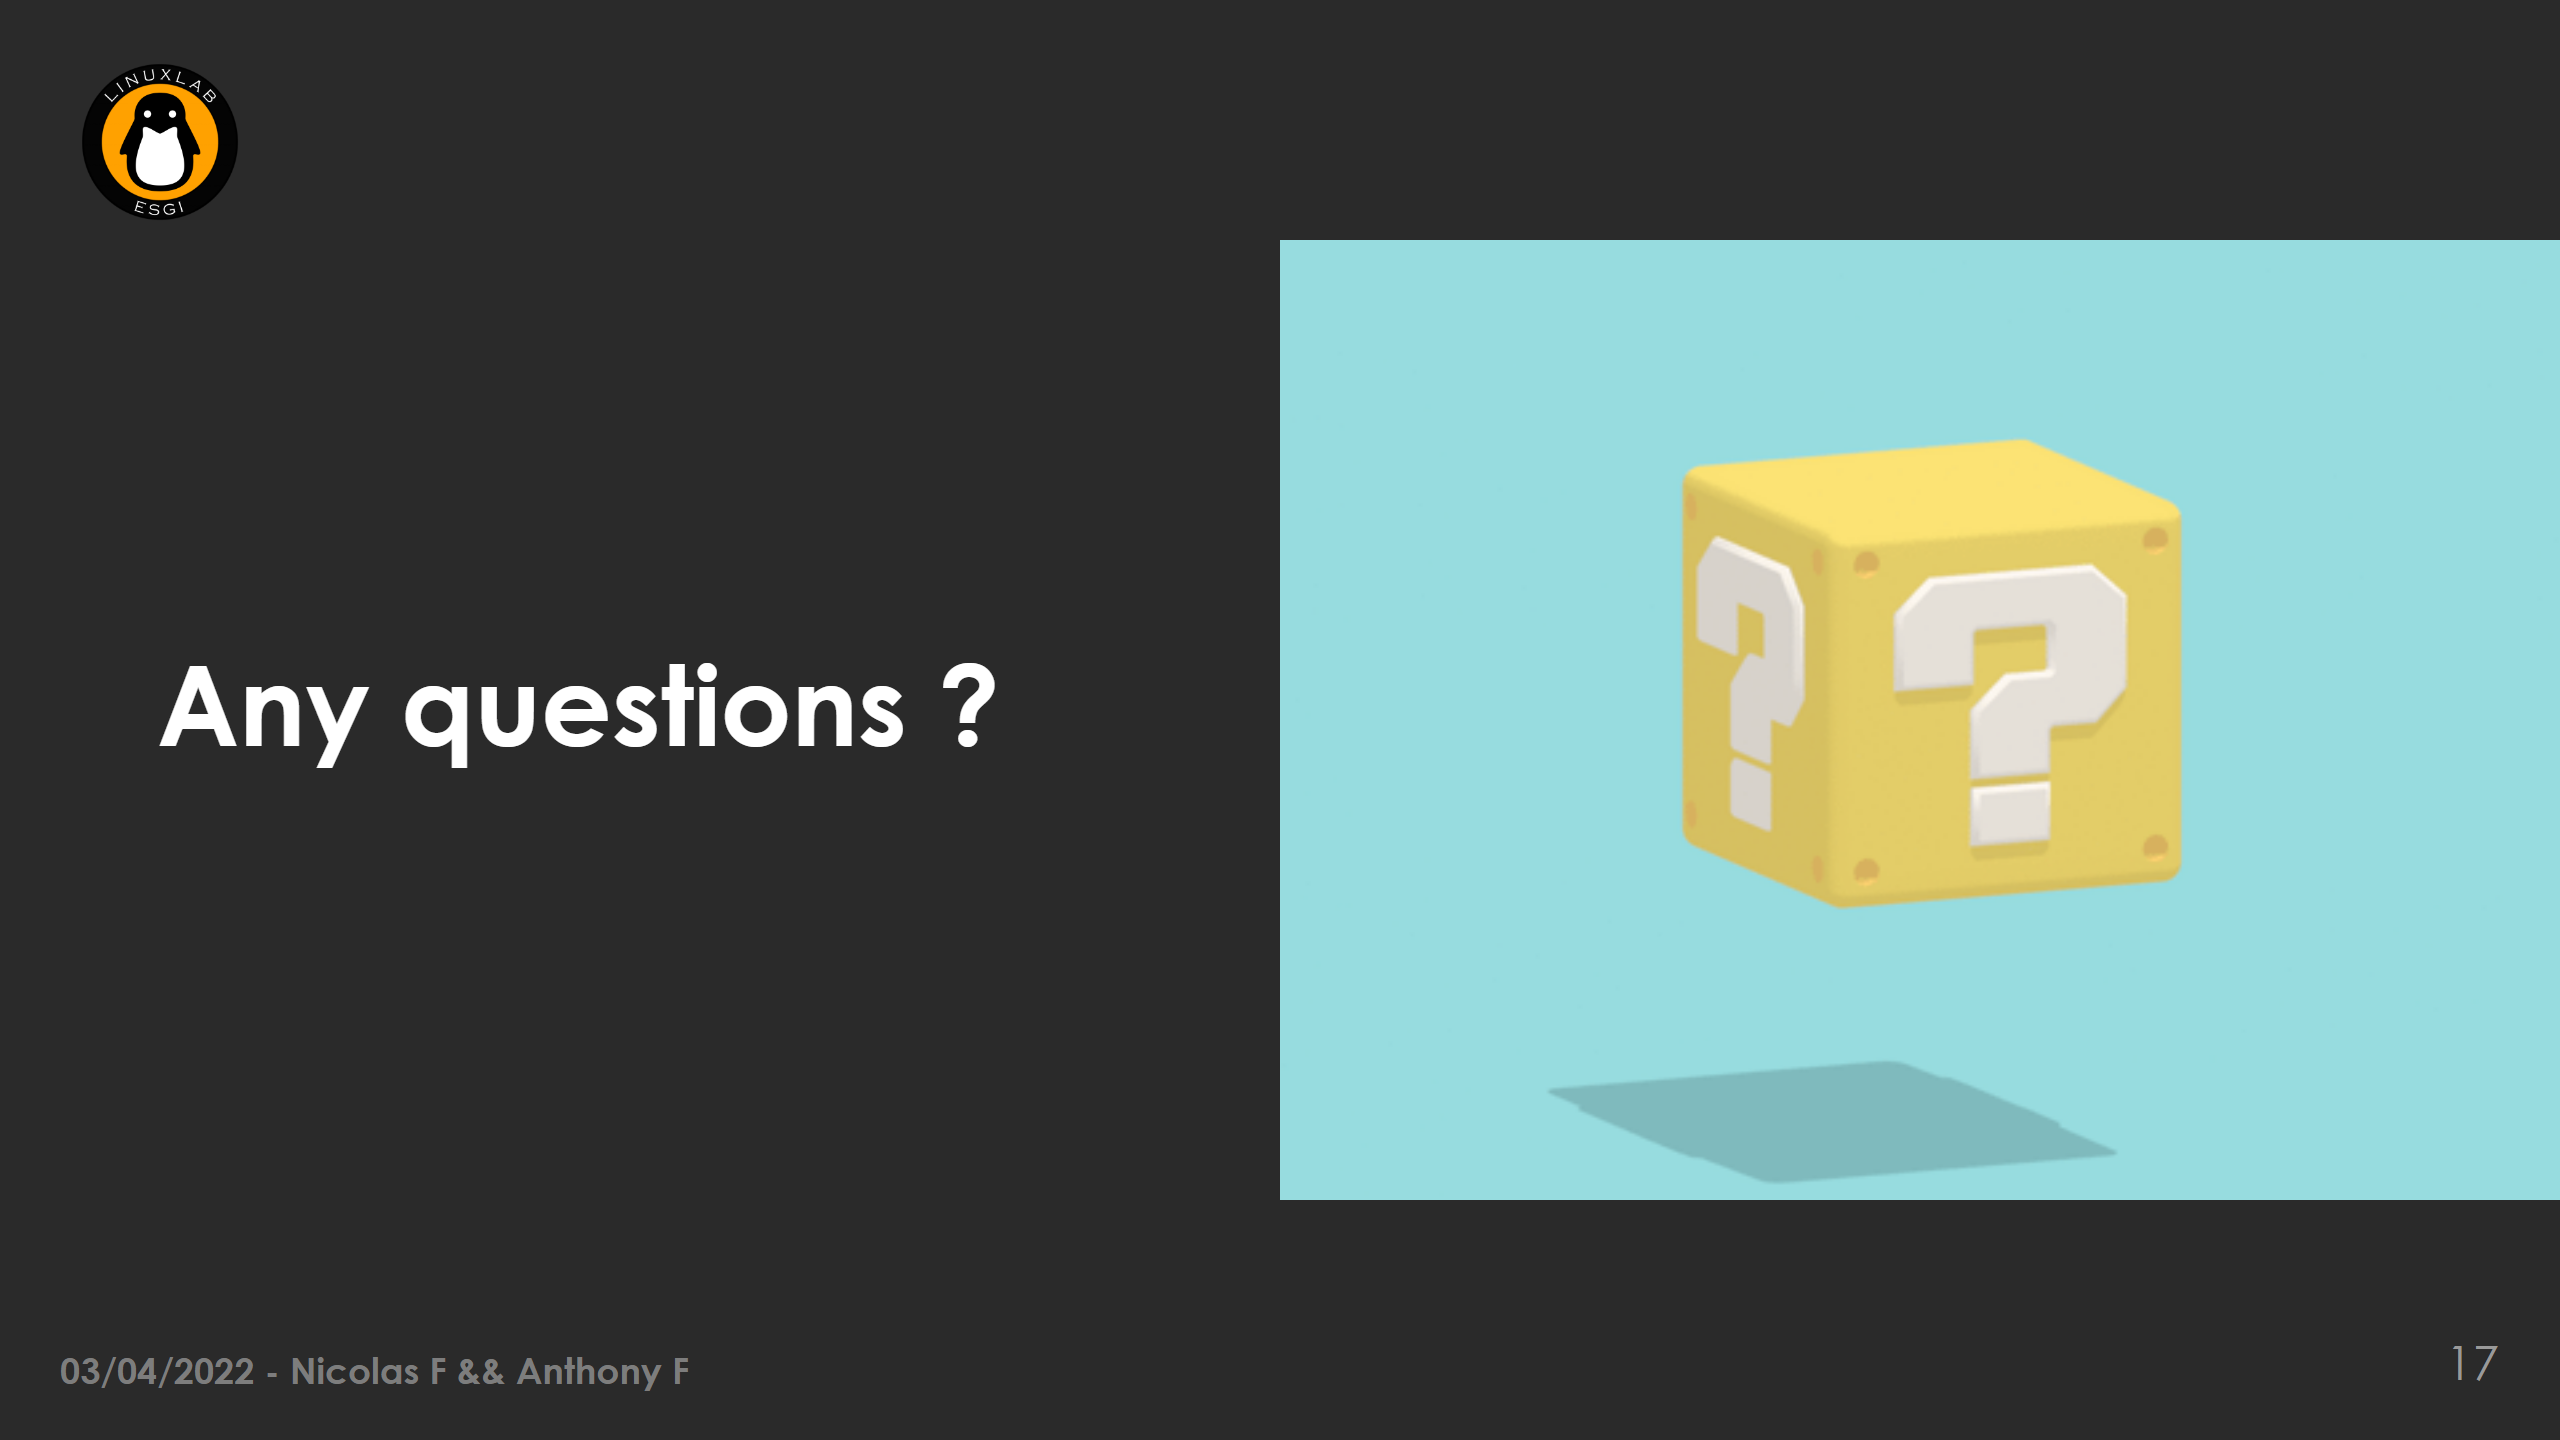 LINUXLAB
ESGI
Any questions ?
?
?
03/04/2022 - Nicolas F && Anthony F
17